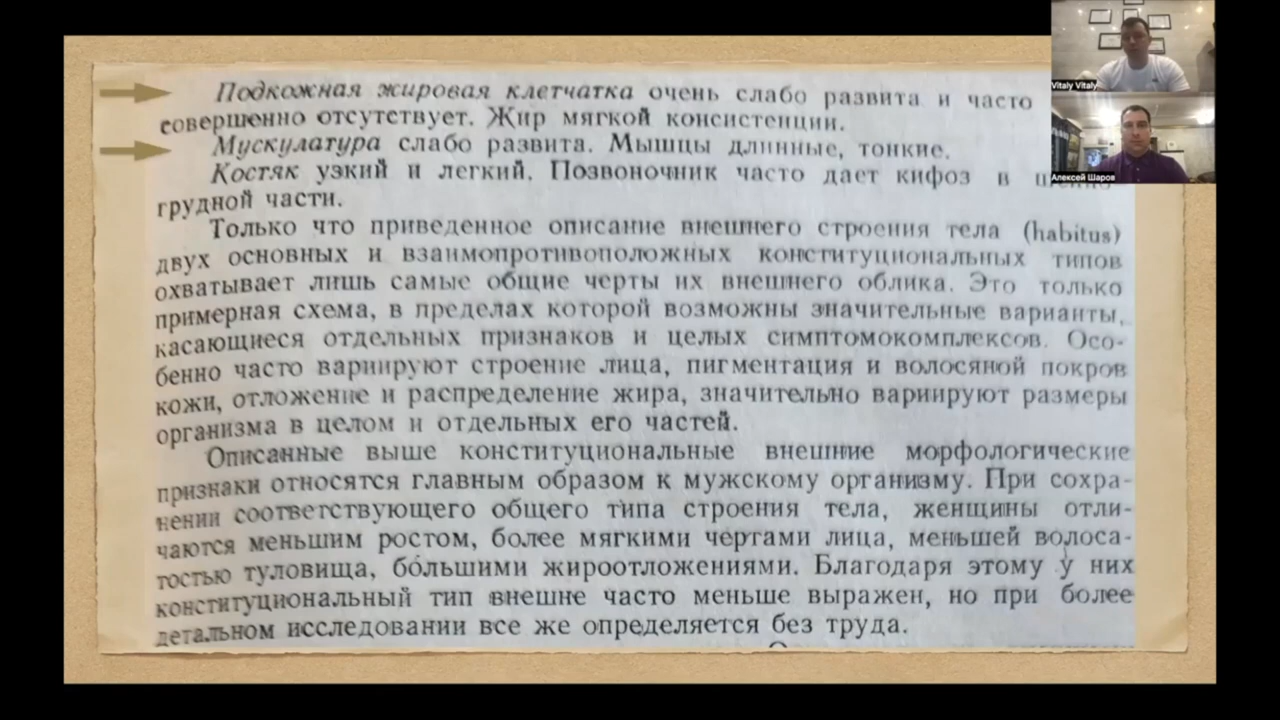 Подкожная жировая клетчатка очень слабо развита и часто
совершенно отсутствует. Жир мягкой консистенции.
Мускулатура слабо развита. Мышцы длинные, тонкие.
Костяк узкий и легкий. Позвоночник часто дает кифоз в
грудной части.
Только что приведенное описание внешнего строения тела (habitus)
двух основных и взаимопротивоположных конституциональных типов
охватывает лишь самые общие черты их внешнего облика. Это только
примерная схема, в пределах которой возможны значительные варианты,
касающиеся отдельных признаков и целых симптомокомплексов. Осо-
бенно часто вариируют строение лица, пигментация и волосяной покров
кожи, отложение и распределение жира, значительно вариируют размеры
организма в целом и отдельных его частей.
Описанные выше конституциональные внешние морфологические
признаки относятся главным образом к мужскому организму. При сохра-
нении соответствующего общего типа строения тела, женщины отли-
чаются меньшим ростом, более мягкими чертами лица, меньшей волоса-
тостью туловища, бо́льшими жироотложениями. Благодаря этому у них
конституциональный тип внешне часто меньше выражен, но при более
детальном исследовании все же определяется без труда.
Vitaly Vitaly
Алексей Шаров